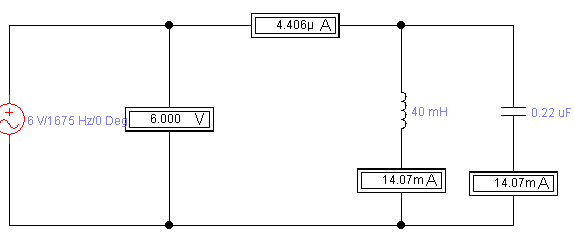 4.406µ A
6 V/1675 Hz/0 Deg
6.000 V
40 mH
0.22 uF
14.07m A
14.07m A